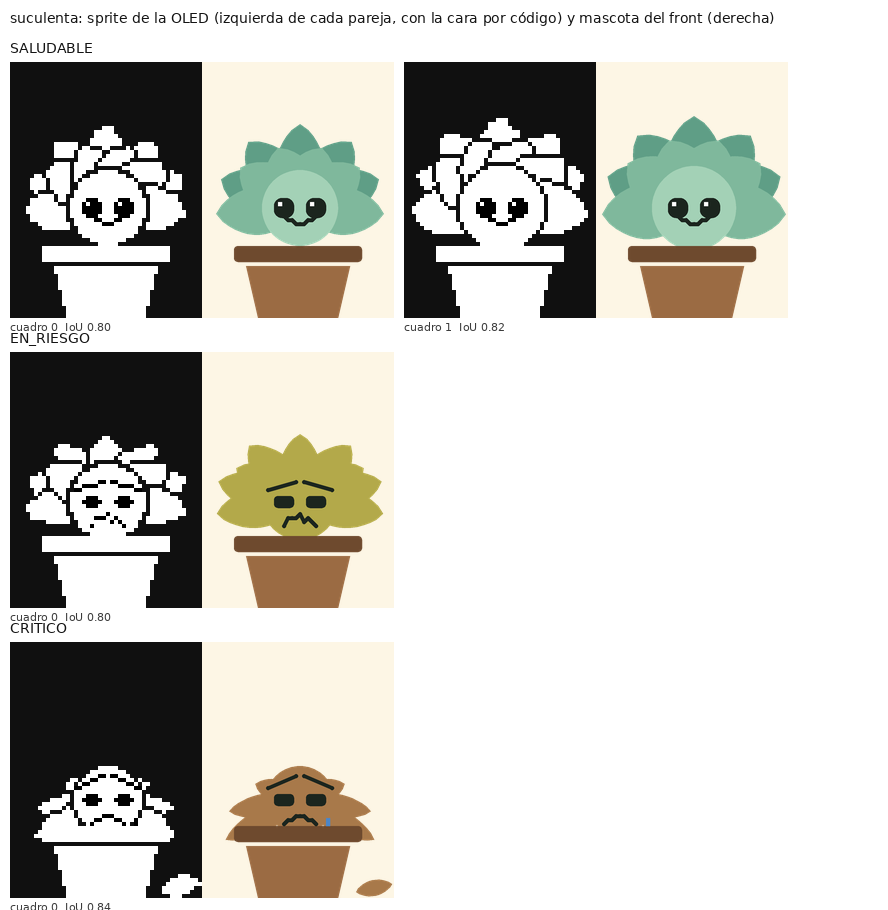 suculenta: sprite de la OLED (izquierda de cada pareja, con la cara por código) y mascota del front (derecha)
SALUDABLE
cuadro 0 IoU 0.80
cuadro 1 IoU 0.82
EN_RIESGO
cuadro 0 IoU 0.80
CRITICO
cuadro 0 IoU 0.84